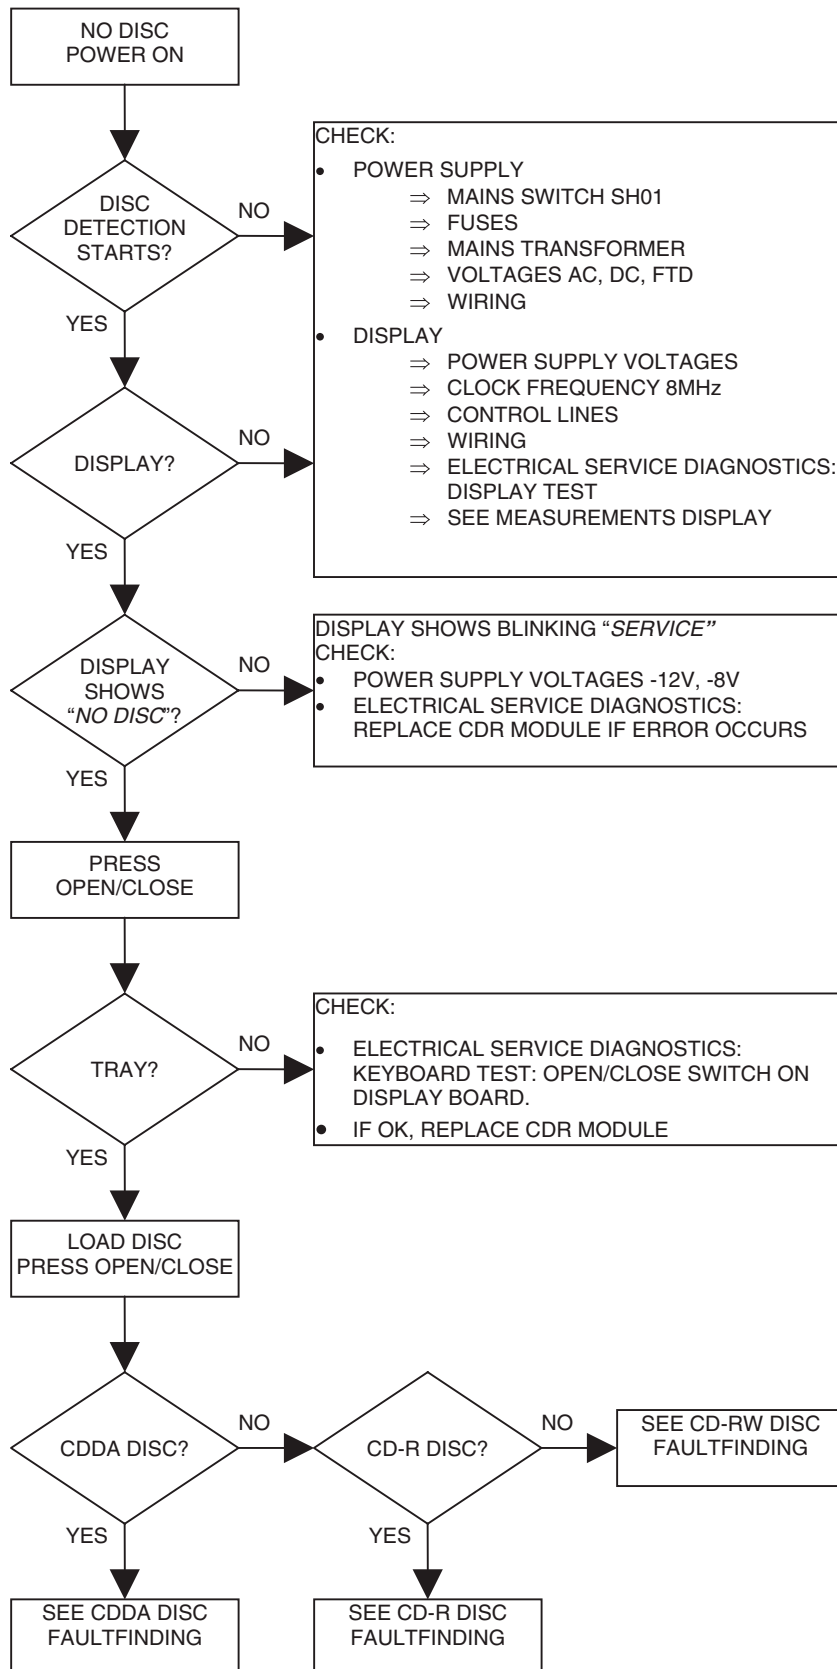 NO DISC
POWER ON
DISC
DETECTION
STARTS?
NO
YES
CHECK:
• POWER SUPPLY
⇒ MAINS SWITCH SH01
⇒ FUSES
⇒ MAINS TRANSFORMER
⇒ VOLTAGES AC, DC, FTD
⇒ WIRING
• DISPLAY
⇒ POWER SUPPLY VOLTAGES
⇒ CLOCK FREQUENCY 8MHz
⇒ CONTROL LINES
⇒ WIRING
⇒ ELECTRICAL SERVICE DIAGNOSTICS:
DISPLAY TEST
⇒ SEE MEASUREMENTS DISPLAY
DISPLAY?
NO
YES
DISPLAY
SHOWS
“NO DISC”?
NO
YES
DISPLAY SHOWS BLINKING “SERVICE”
CHECK:
• POWER SUPPLY VOLTAGES -12V, -8V
• ELECTRICAL SERVICE DIAGNOSTICS:
REPLACE CDR MODULE IF ERROR OCCURS
PRESS
OPEN/CLOSE
TRAY?
NO
YES
CHECK:
• ELECTRICAL SERVICE DIAGNOSTICS:
KEYBOARD TEST: OPEN/CLOSE SWITCH ON
DISPLAY BOARD.
• IF OK, REPLACE CDR MODULE
LOAD DISC
PRESS OPEN/CLOSE
CDDA DISC?
NO
YES
CD-R DISC?
NO
YES
SEE CD-RW DISC
FAULTFINDING
SEE CDDA DISC
FAULTFINDING
SEE CD-R DISC
FAULTFINDING